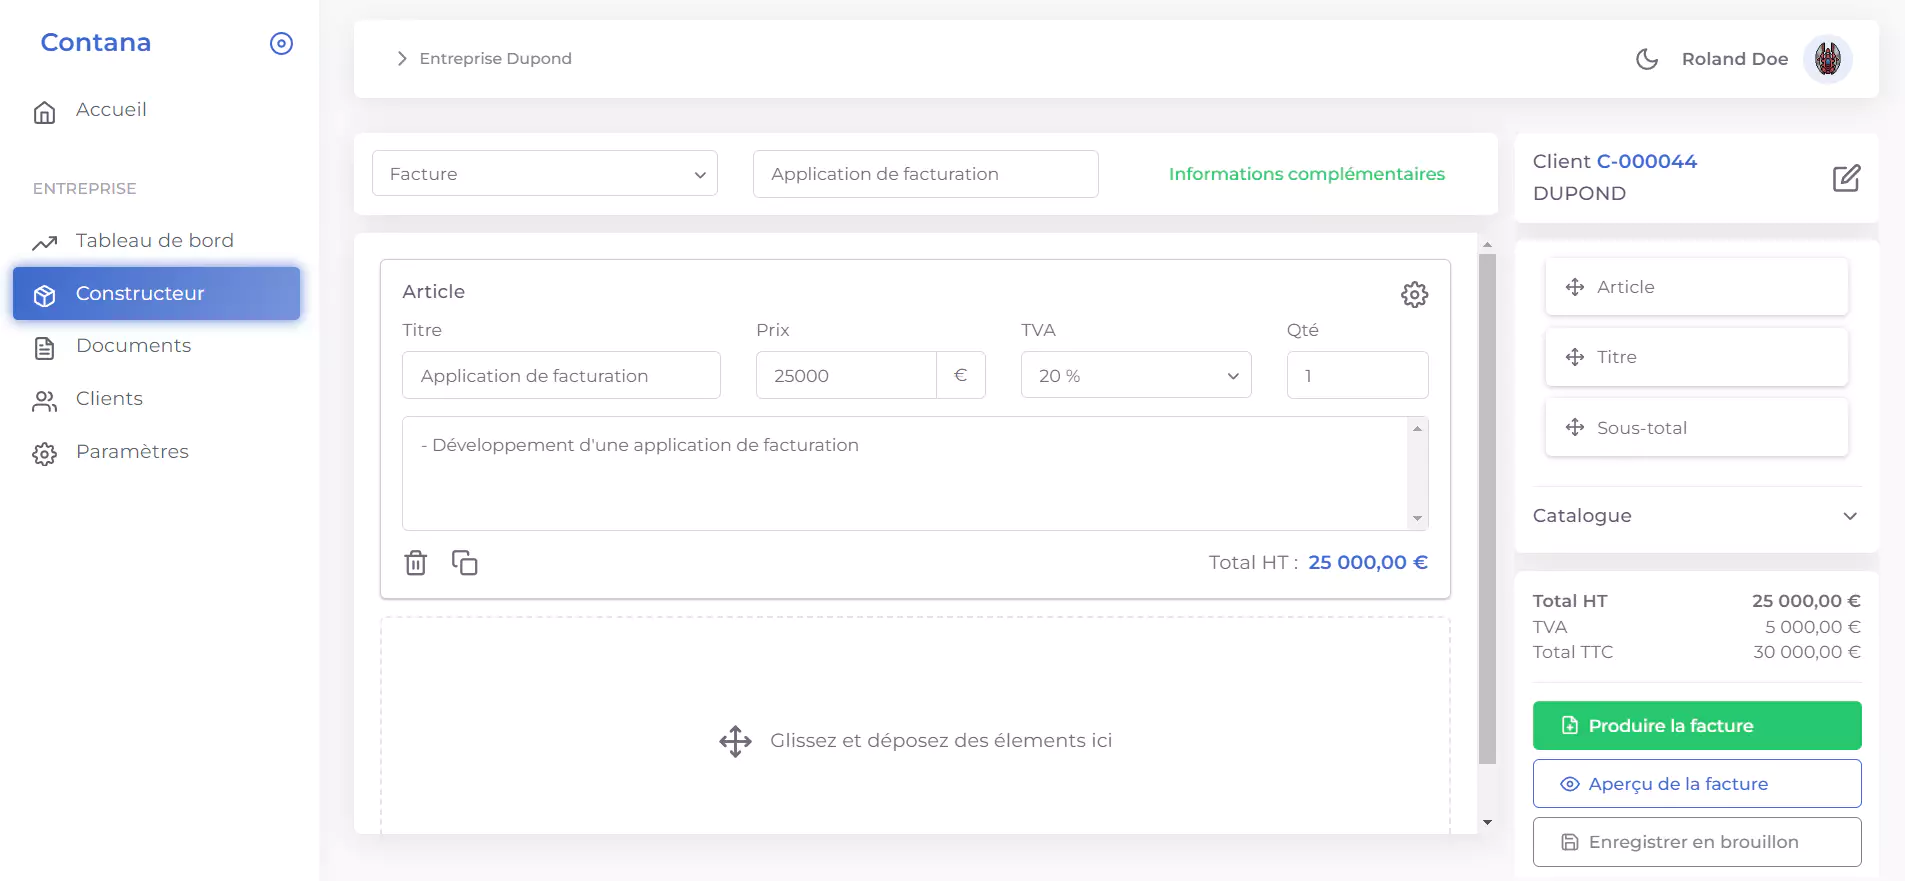 Contana
Accueil
ENTREPRISE
Tableau de bord
Constructeur
Documents
Clients
Paramètres
Entreprise Dupond
Roland Doe
Facture
Application de facturation
Informations complémentaires
Article
Titre
Prix
TVA
Qté
Application de facturation
25000
€
20 %
1
- Développement d'une application de facturation
Total HT : 25 000,00 €
Glissez et déposez des élements ici
Client C-000044
DUPOND
Article
Titre
Sous-total
Catalogue
Total HT 25 000,00 €
TVA 5 000,00 €
Total TTC 30 000,00 €
Produire la facture
Aperçu de la facture
Enregistrer en brouillon